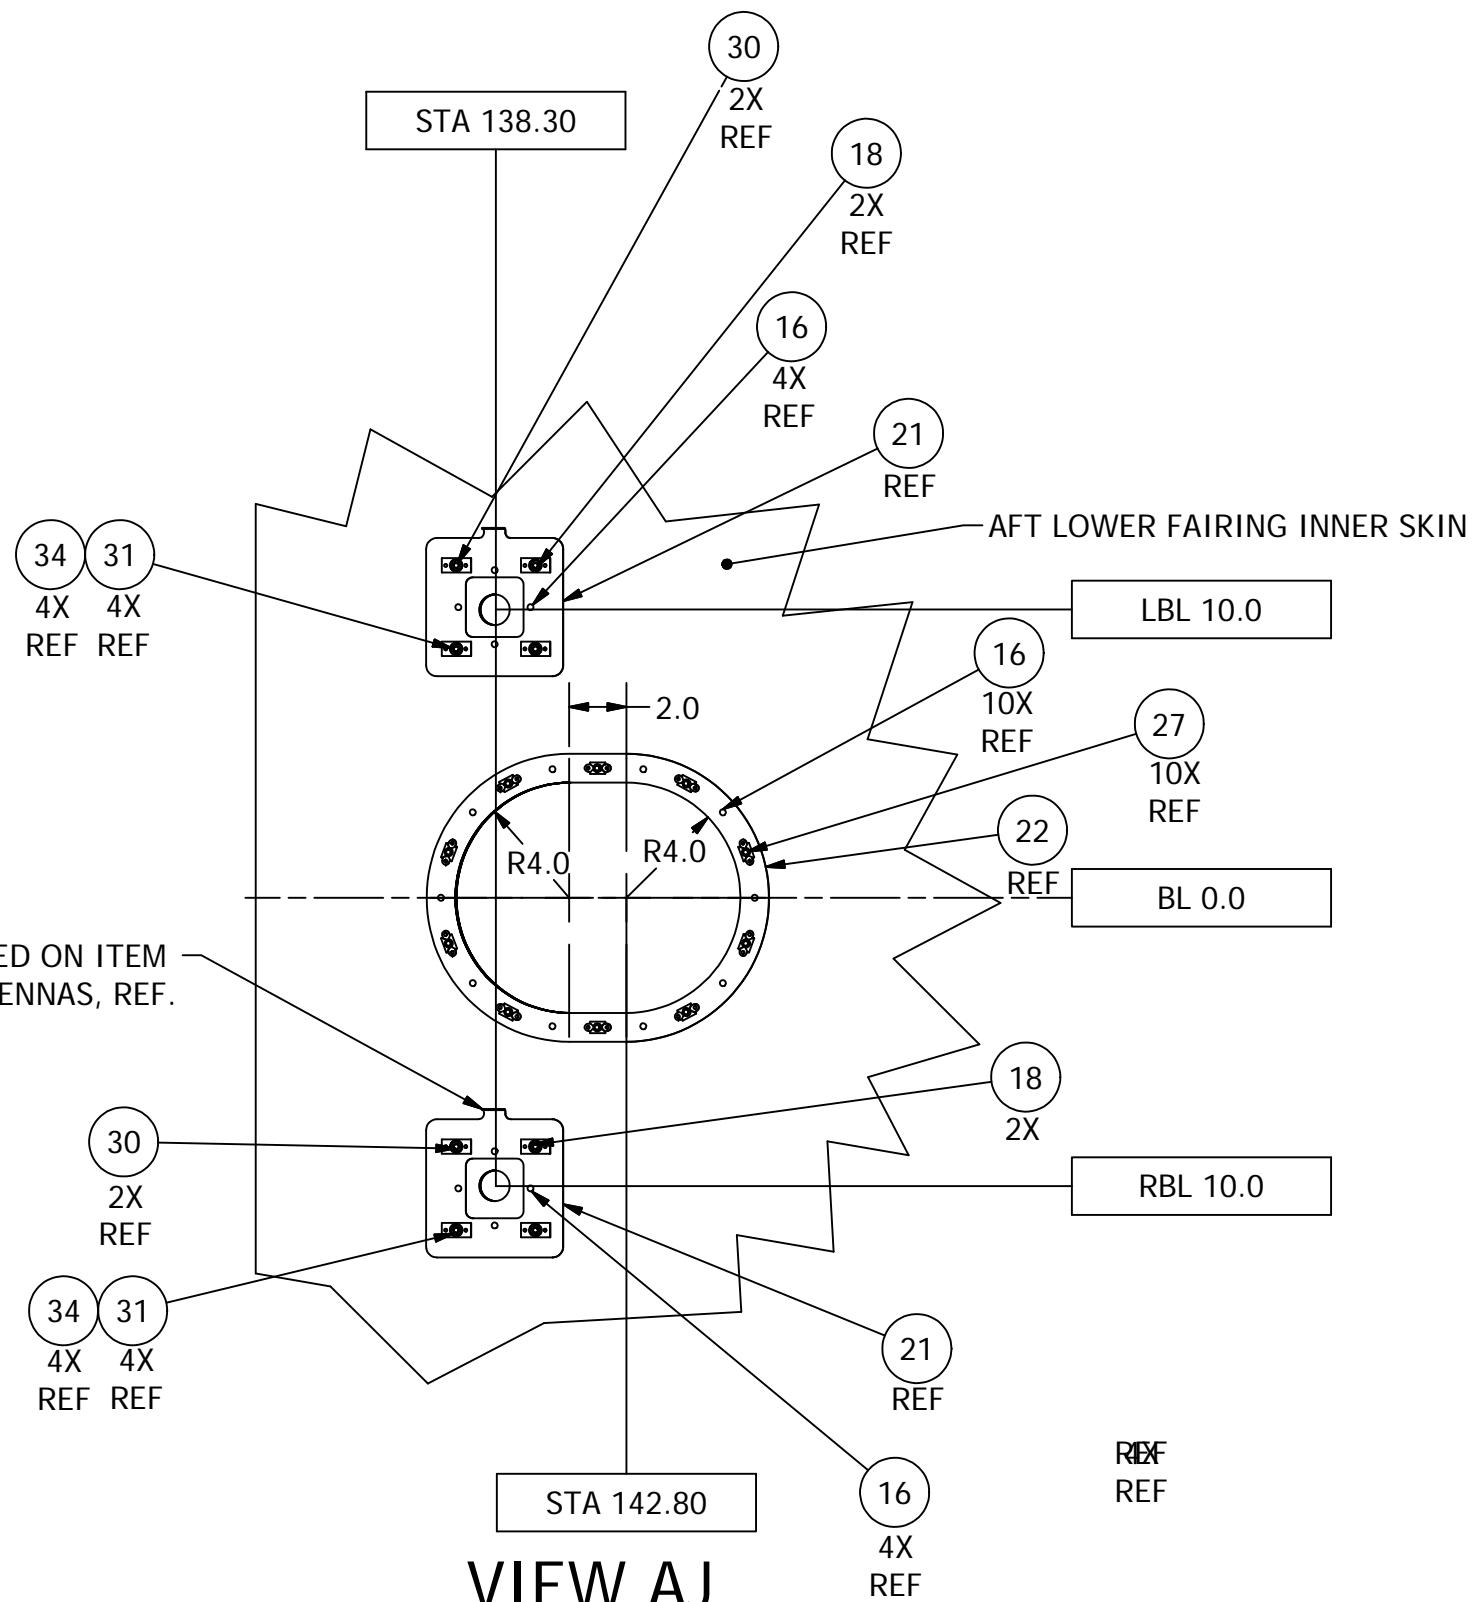 30
2X
REF
STA 138.30
18
2X
REF
16
4X
REF
21
REF
AFT LOWER FAIRING INNER SKIN
34 31
4X 4X
REF REF
LBL 10.0
16
10X
REF
2.0
27
10X
REF
22
REF
R4.0 R4.0
BL 0.0
ED ON ITEM
ENNAS, REF.
18
2X
30
2X
REF
RBL 10.0
34 31
4X 4X
REF REF
21
REF
REF
16
4X
REF
STA 142.80
VIEW AJ